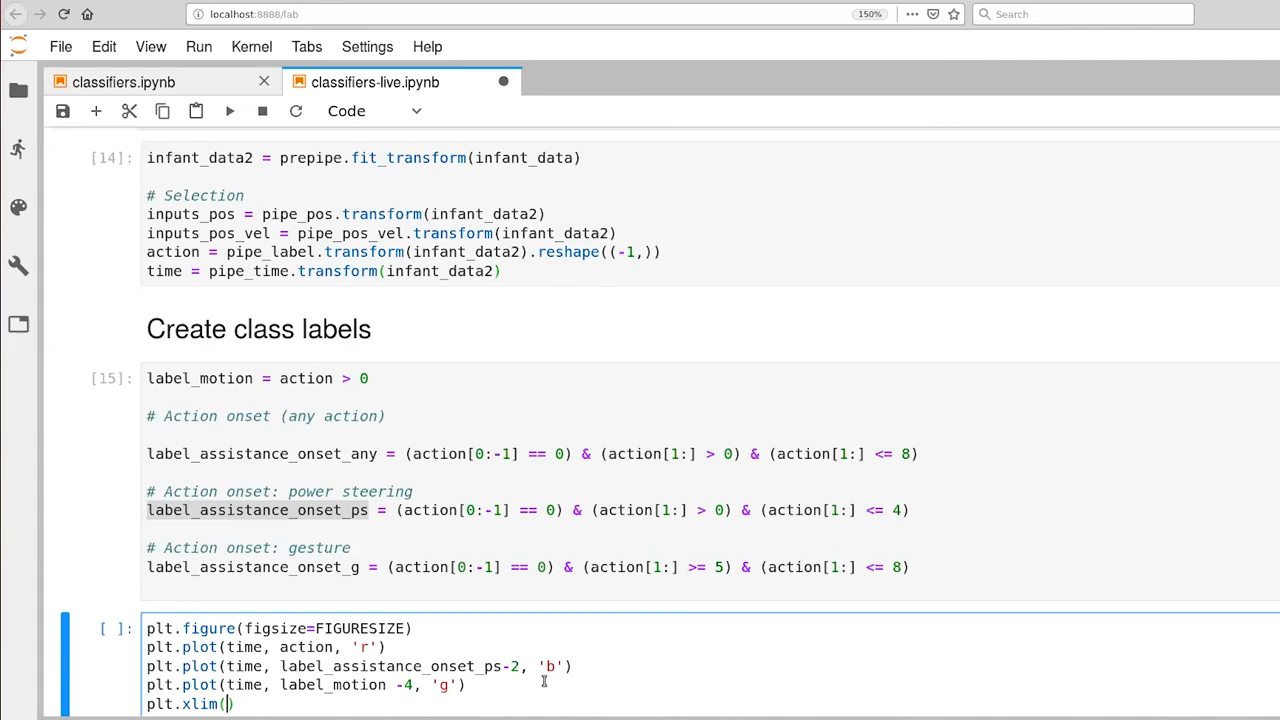 localhost:8888/lab
150%
Search
File Edit View Run Kernel Tabs Settings Help
classifiers.ipynb
classifiers-live.ipynb
Code
[14]:
infant_data2 = prepipe.fit_transform(infant_data)
# Selection
inputs_pos = pipe_pos.transform(infant_data2)
inputs_pos_vel = pipe_pos_vel.transform(infant_data2)
action = pipe_label.transform(infant_data2).reshape((-1,))
time = pipe_time.transform(infant_data2)
Create class labels
[15]:
label_motion = action > 0
# Action onset (any action)
label_assistance_onset_any = (action[0:-1] == 0) & (action[1:] > 0) & (action[1:] <= 8)
# Action onset: power steering
label_assistance_onset_ps = (action[0:-1] == 0) & (action[1:] > 0) & (action[1:] <= 4)
# Action onset: gesture
label_assistance_onset_g = (action[0:-1] == 0) & (action[1:] >= 5) & (action[1:] <= 8)
[ ]:
plt.figure(figsize=FIGURESIZE)
plt.plot(time, action, 'r')
plt.plot(time, label_assistance_onset_ps-2, 'b')
plt.plot(time, label_motion -4, 'g')
plt.xlim()